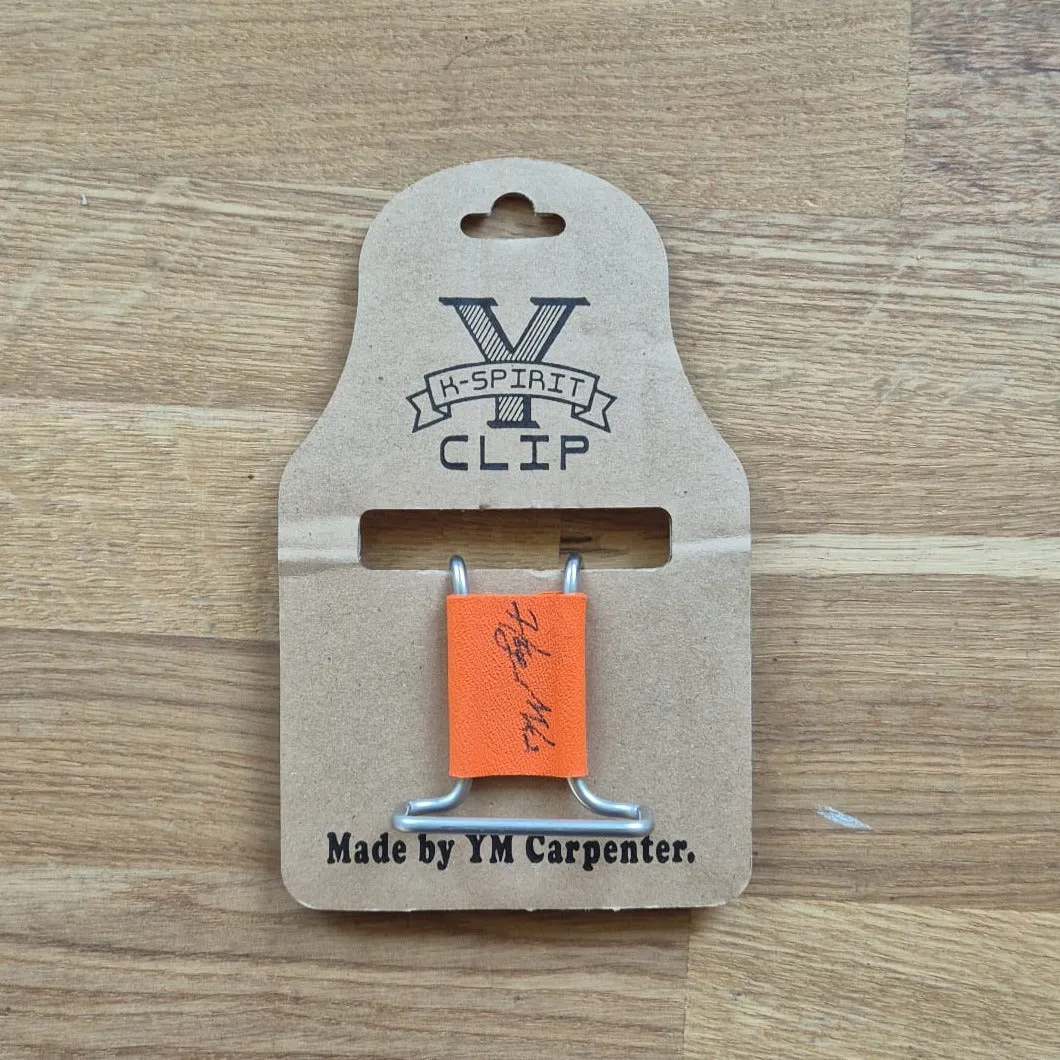 Y
K-SPIRIT
CLIP
Made by YM Carpenter.